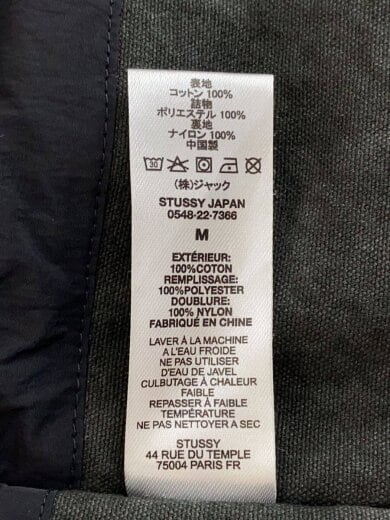 表地
コットン 100%
詰物
ポリエステル 100%
裏地
ナイロン 100%
中国製
30
(株)ジャック
STUSSY JAPAN
0548-22-7366
M
EXTÉRIEUR:
100%COTON
REMPLISSAGE:
100%POLYESTER
DOUBLURE:
100% NYLON
FABRIQUÉ EN CHINE
LAVER À LA MACHINE
A L'EAU FROIDE
NE PAS UTILISER
D'EAU DE JAVEL
CULBUTAGE À CHALEUR
FAIBLE
REPASSER À FAIBLE
TEMPÉRATURE
NE PAS NETTOYER A SEC
STUSSY
44 RUE DU TEMPLE
75004 PARIS FR